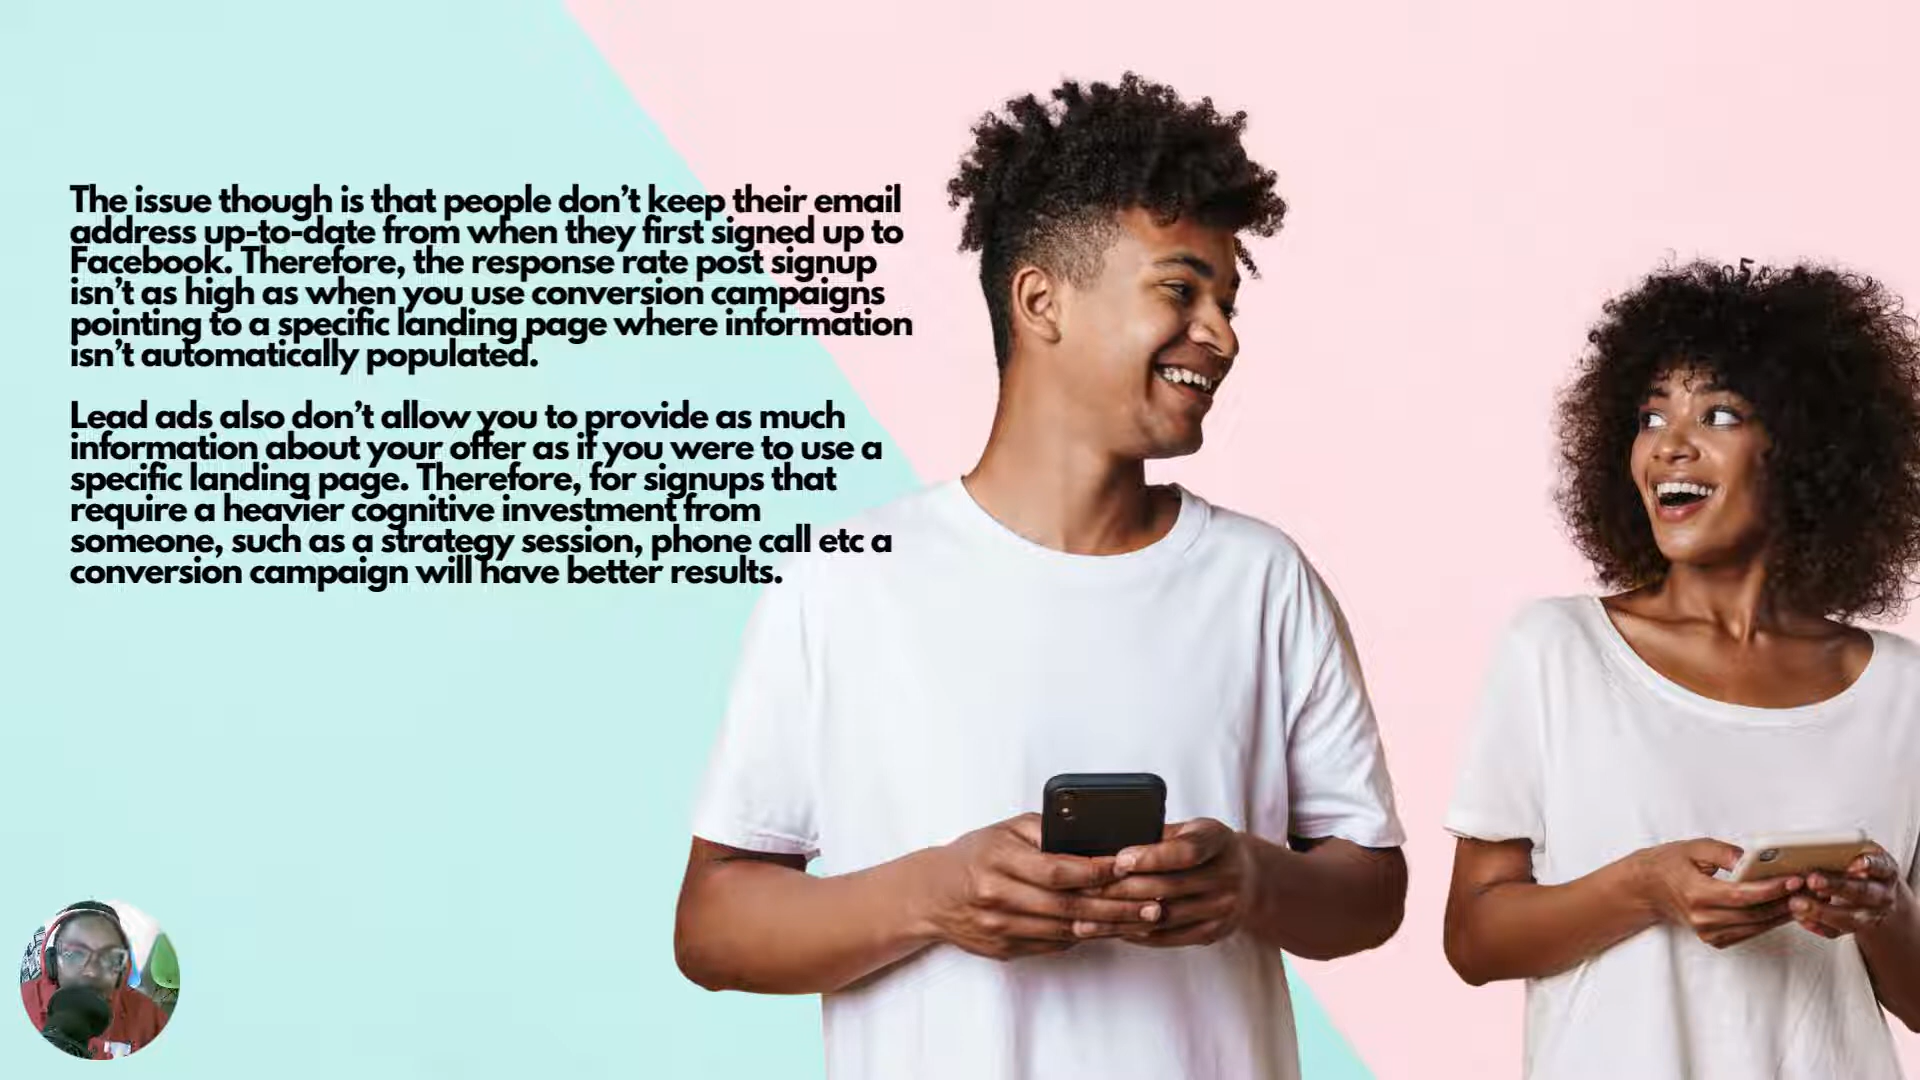 The issue though is that people don't keep their email
address up-to-date from when they first signed up to
Facebook. Therefore, the response rate post signup
isn't as high as when you use conversion campaigns
pointing to a specific landing page where information
isn't automatically populated.
Lead ads also don't allow you to provide as much
information about your offer as if you were to use a
specific landing page. Therefore, for signups that
require a heavier cognitive investment from
someone, such as a strategy session, phone call etc a
conversion campaign will have better results.